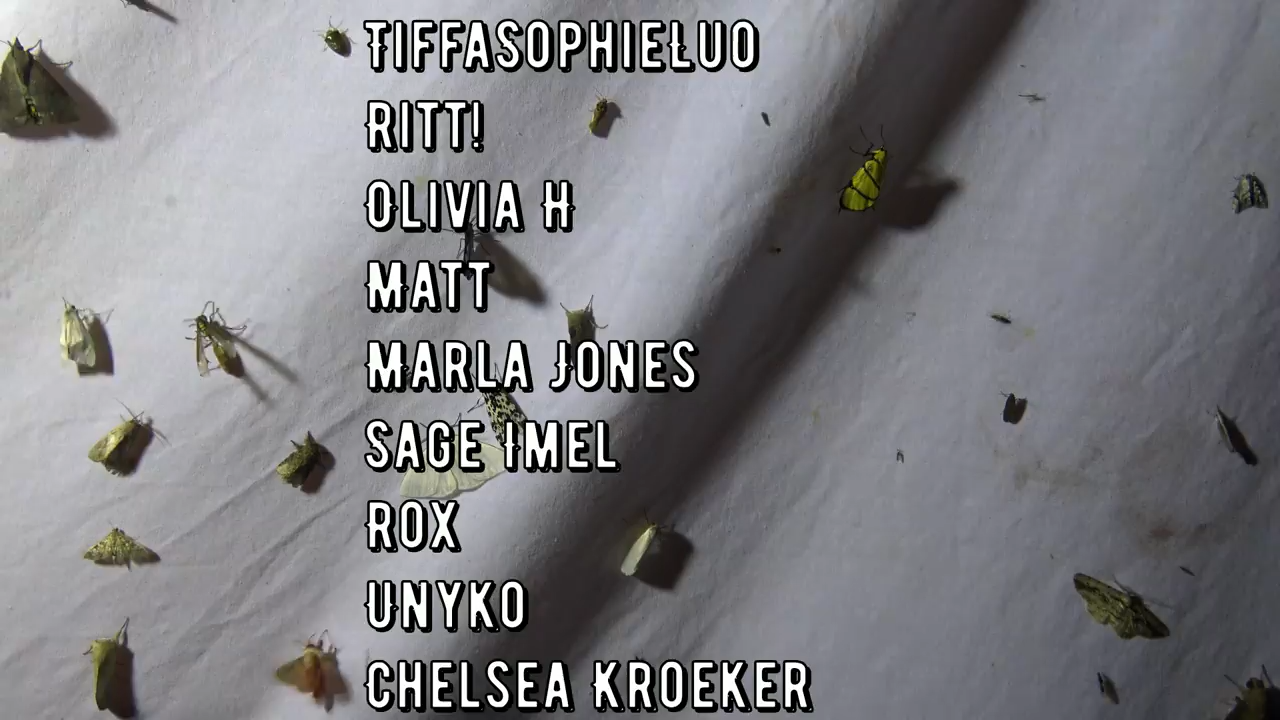 TiffaSophieLuo
Ritt!
Olivia H
Matt
Marla Jones
Sage Imel
Rox
Unyko
Chelsea Kroeker